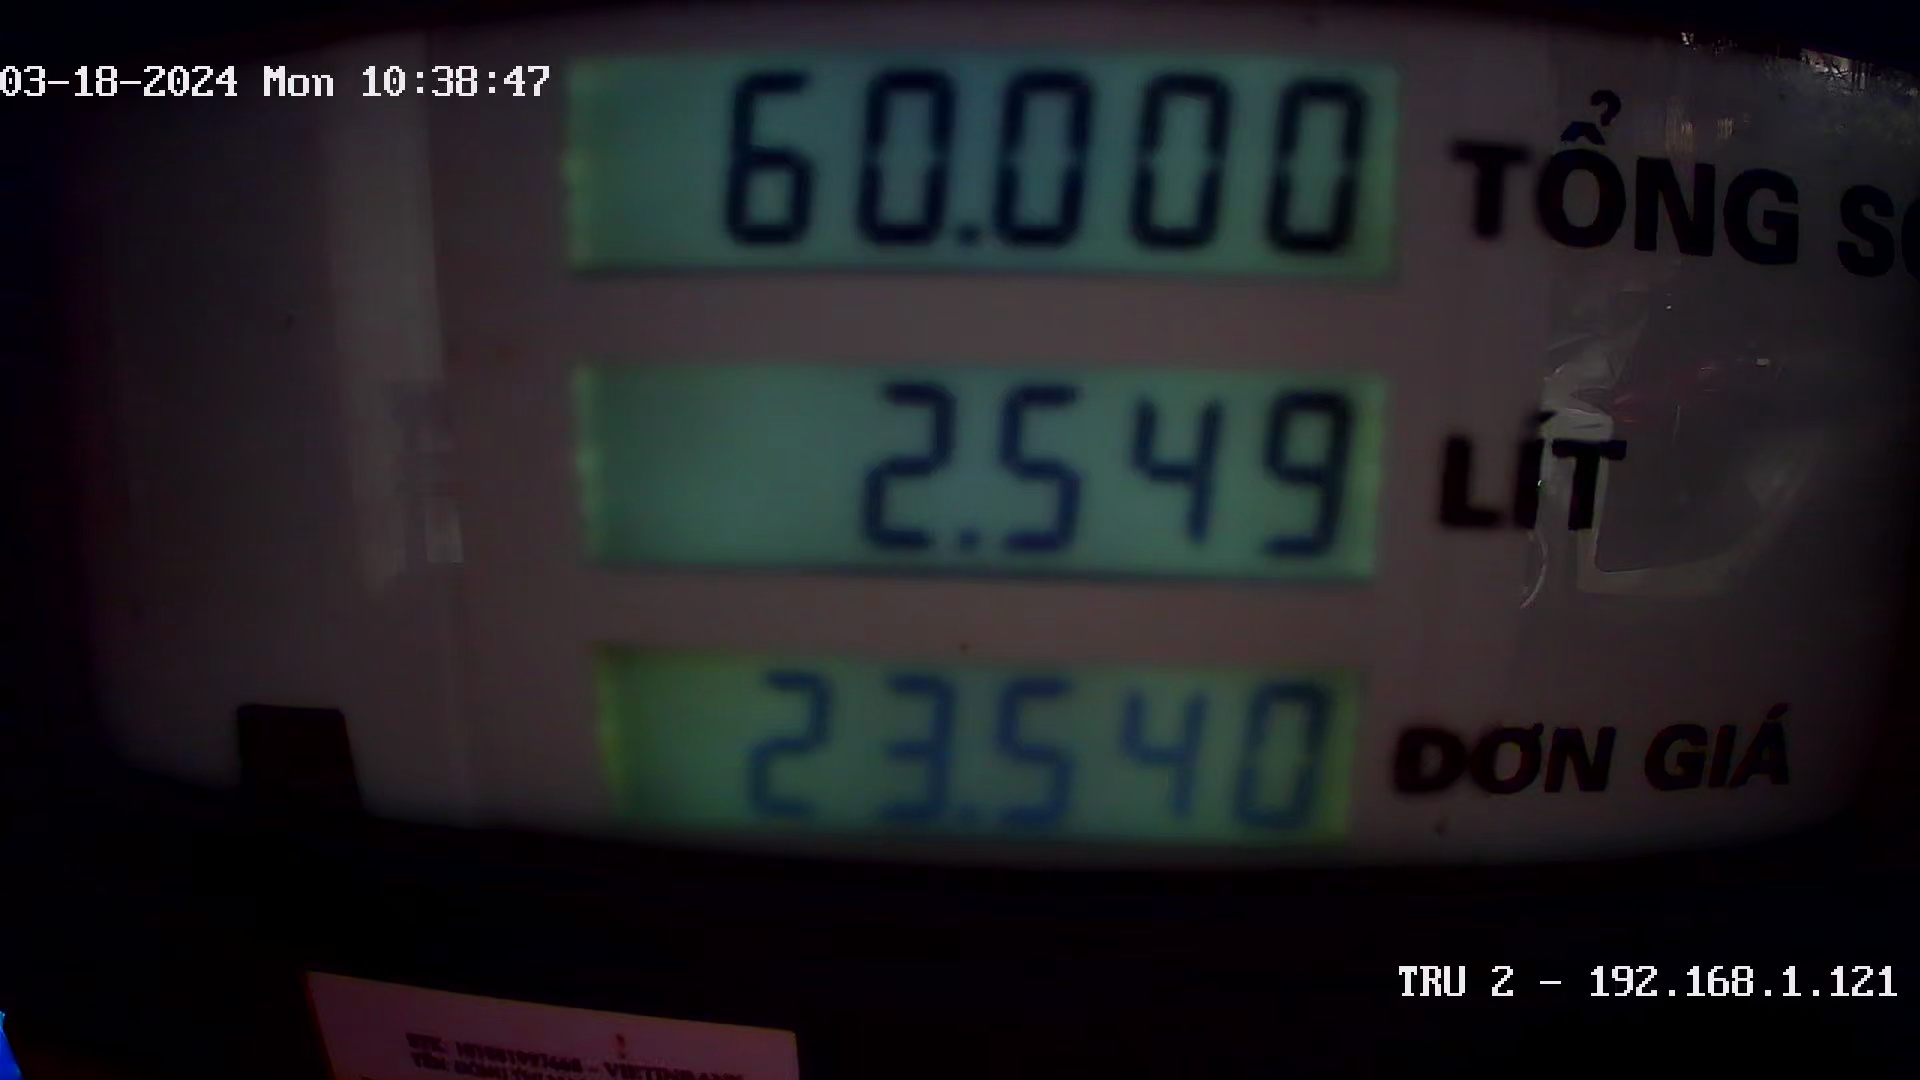 03-18-2024 Mon 10:38:47
60.000 TỔNG SỐ
2.549 LÍT
23.540 ĐƠN GIÁ
TRU 2 - 192.168.1.121
- VIETINBANK